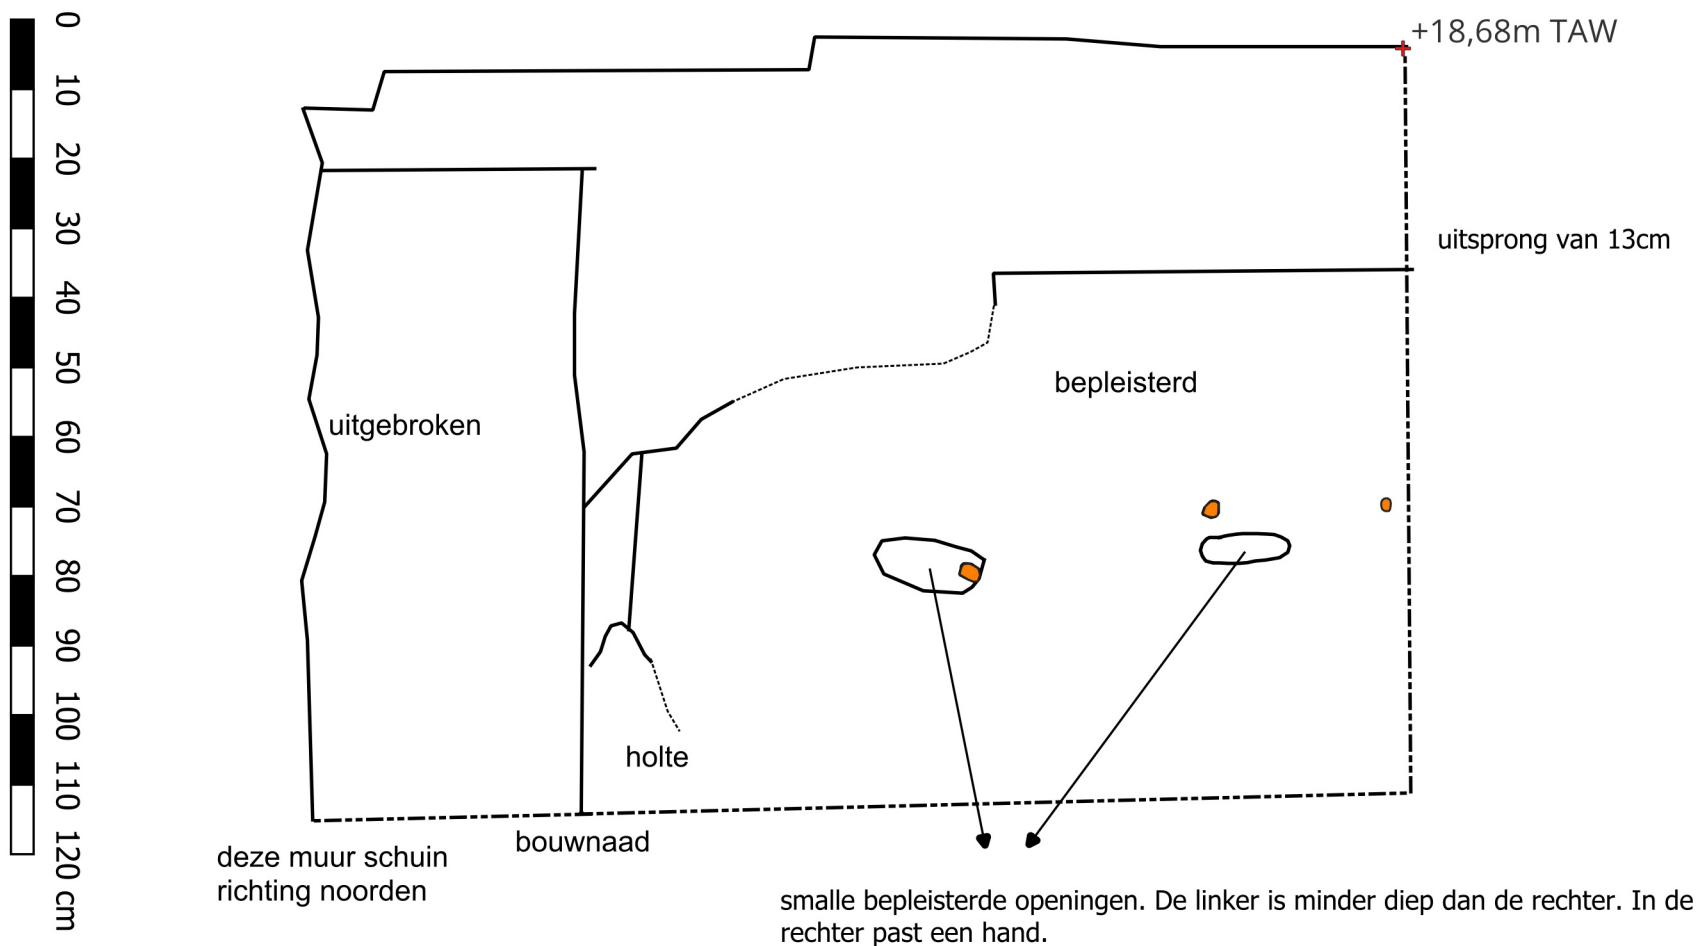 0
10
20
30
40
50
60
70
80
90
100
110
120 cm
+18,68m TAW
uitsprong van 13cm
bepleisterd
uitgebroken
holte
bouwnaad
deze muur schuin
richting noorden
smalle bepleisterde openingen. De linker is minder diep dan de rechter. In de
rechter past een hand.